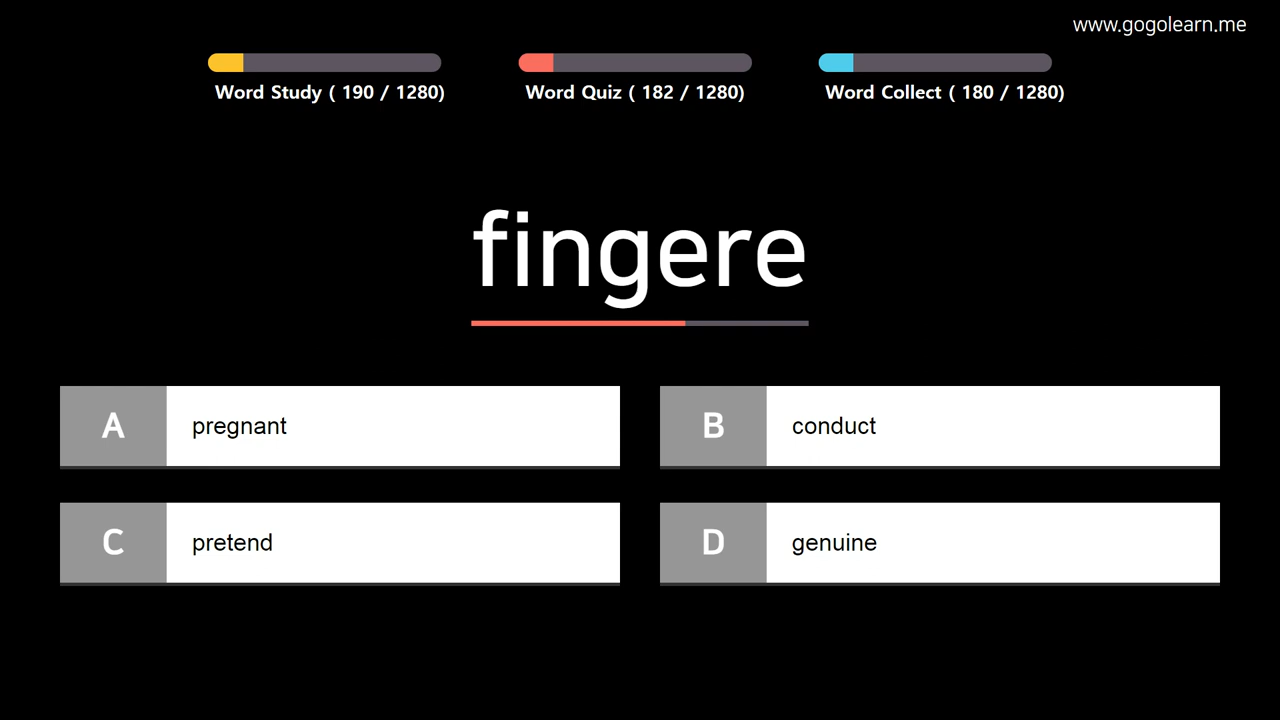 www.gogolearn.me
Word Study ( 190 / 1280)
Word Quiz ( 182 / 1280)
Word Collect ( 180 / 1280)
fingere
A pregnant
B conduct
C pretend
D genuine